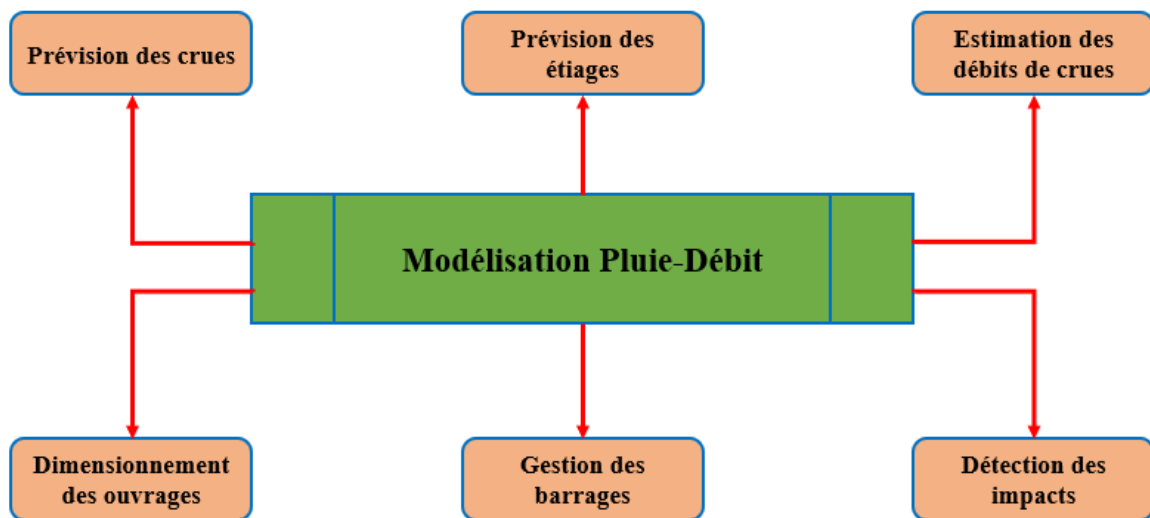 Prévision des crues
Prévision des
étiages
Estimation des
débits de crues
Modélisation Pluie-Débit
Dimensionnement
des ouvrages
Gestion des
barrages
Détection des
impacts